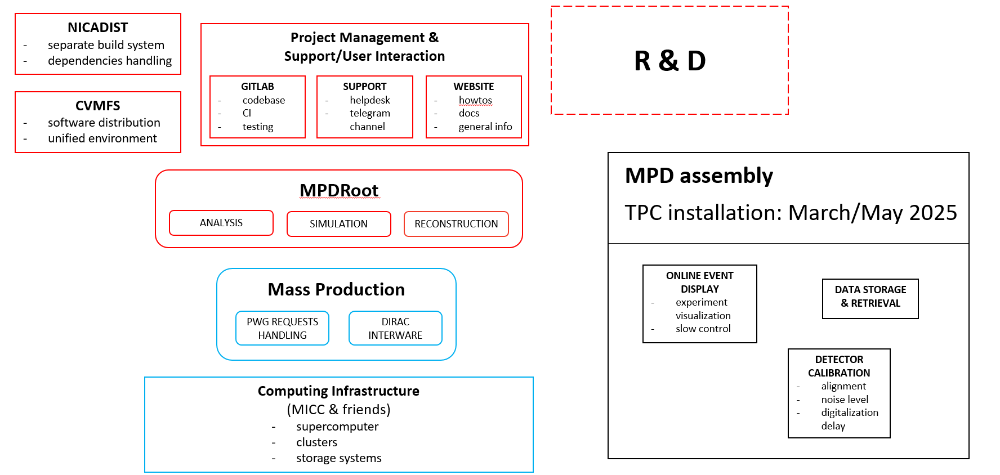 NICADIST
- separate build system
- dependencies handling
CVMFS
- software distribution
- unified environment
Project Management &
Support/User Interaction
GITLAB
- codebase
- CI
- testing
SUPPORT
- helpdesk
- telegram
channel
WEBSITE
- howtos
- docs
- general info
R & D
MPDRoot
ANALYSIS
SIMULATION
RECONSTRUCTION
Mass Production
PWG REQUESTS
HANDLING
DIRAC
INTERWARE
Computing Infrastructure
(MICC & friends)
- supercomputer
- clusters
- storage systems
MPD assembly
TPC installation: March/May 2025
ONLINE EVENT
DISPLAY
- experiment
visualization
- slow control
DATA STORAGE
& RETRIEVAL
DETECTOR
CALIBRATION
- alignment
- noise level
- digitalization
delay